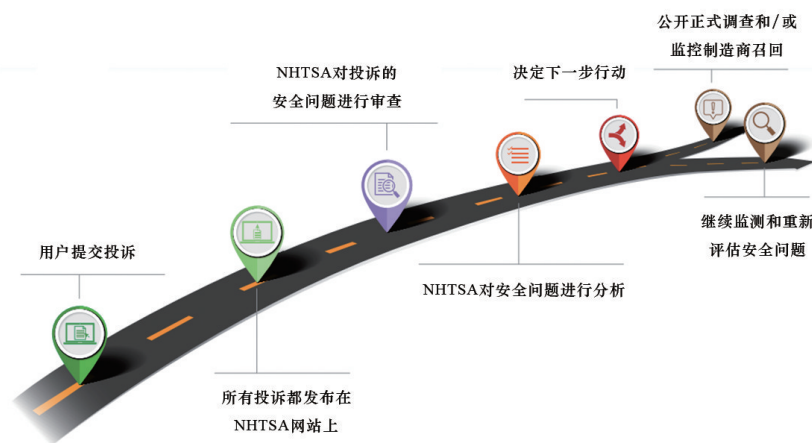 用户提交投诉
所有投诉都发布在
NHTSA网站上
NHTSA对投诉的
安全问题进行审查
NHTSA对安全问题进行分析
决定下一步行动
公开正式调查和/或
监控制造商召回
继续监测和重新
评估安全问题